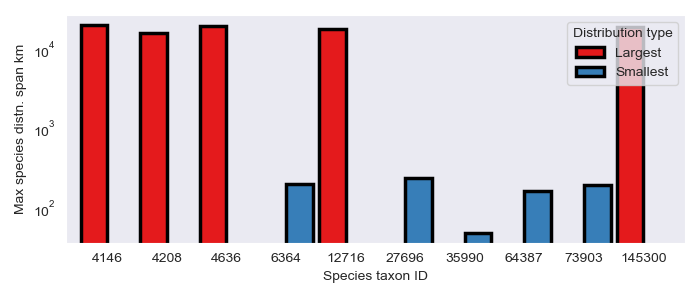 Max species distn. span km
10^4
10^3
10^2
Distribution type
Largest
Smallest
4146 4208 4636 6364 12716 27696 35990 64387 73903 145300
Species taxon ID